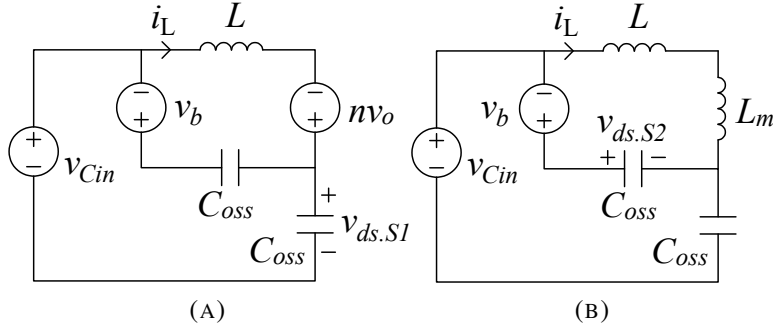 i_L L
− + v_b
− + nv_o
+ − v_Cin
C_oss
C_oss
+ − v_ds.S1
(A)
i_L L
− + v_b
L_m
+ − v_Cin
v_ds.S2
+ −
C_oss
C_oss
(B)